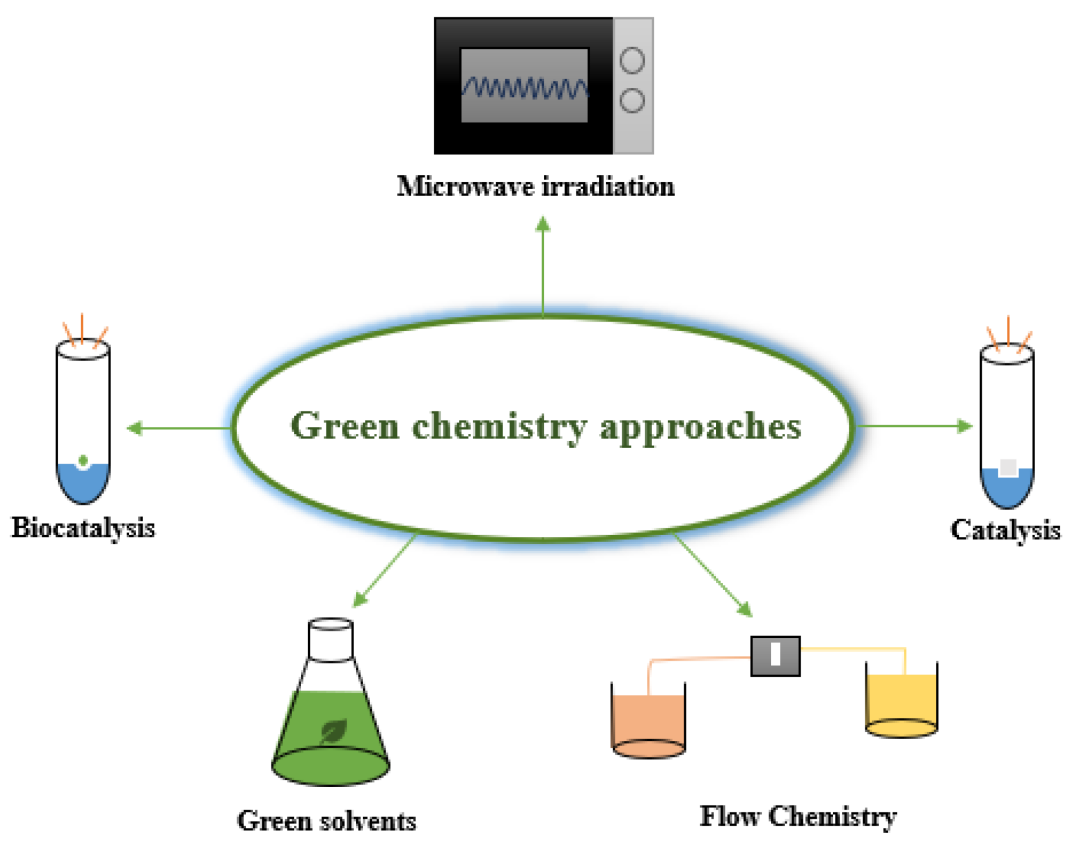 Microwave irradiation
Green chemistry approaches
Biocatalysis
Catalysis
Green solvents
Flow Chemistry